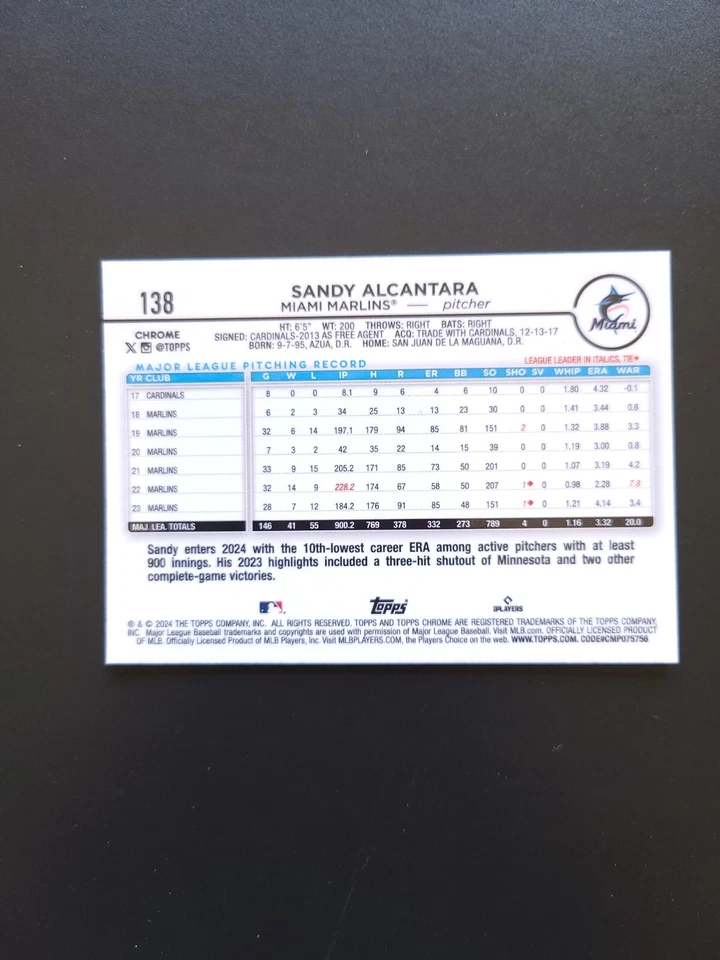 138
SANDY ALCANTARA
MIAMI MARLINS® — pitcher
Miami
CHROME
X @TOPPS
HT: 6'5" WT: 200 THROWS: RIGHT BATS: RIGHT
SIGNED: CARDINALS-2013 AS FREE AGENT ACQ: TRADE WITH CARDINALS, 12-13-17
BORN: 9-7-95, AZUA, D.R. HOME: SAN JUAN DE LA MAGUANA, D.R.
MAJOR LEAGUE PITCHING RECORD
LEAGUE LEADER IN ITALICS, TIE♦
YR CLUB G W L IP H R ER BB SO SHO SV WHIP ERA WAR
17 CARDINALS 8 0 0 8.1 9 6 4 6 10 0 0 1.80 4.32 -0.1
18 MARLINS 6 2 3 34 25 13 13 23 30 0 0 1.41 3.44 0.6
19 MARLINS 32 6 14 197.1 179 94 85 81 151 2 0 1.32 3.88 3.3
20 MARLINS 7 3 2 42 35 22 14 15 39 0 0 1.19 3.00 0.8
21 MARLINS 33 9 15 205.2 171 85 73 50 201 0 0 1.07 3.19 4.2
22 MARLINS 32 14 9 228.2 174 67 58 50 207 1♦ 0 0.98 2.28 7.8
23 MARLINS 28 7 12 184.2 176 91 85 48 151 1♦ 0 1.21 4.14 3.4
MAJ. LEA. TOTALS 146 41 55 900.2 769 378 332 273 789 4 0 1.16 3.32 20.0
Sandy enters 2024 with the 10th-lowest career ERA among active pitchers with at least
900 innings. His 2023 highlights included a three-hit shutout of Minnesota and two other
complete-game victories.
Topps
PLAYERS
® & © 2024 THE TOPPS COMPANY, INC. ALL RIGHTS RESERVED. TOPPS AND TOPPS CHROME ARE REGISTERED TRADEMARKS OF THE TOPPS COMPANY,
INC. Major League Baseball trademarks and copyrights are used with permission of Major League Baseball. Visit MLB.com. OFFICIALLY LICENSED PRODUCT
OF MLB. Officially Licensed Product of MLB Players, Inc. Visit MLBPLAYERS.COM, the Players Choice on the web. WWW.TOPPS.COM. CODE#CMP075756